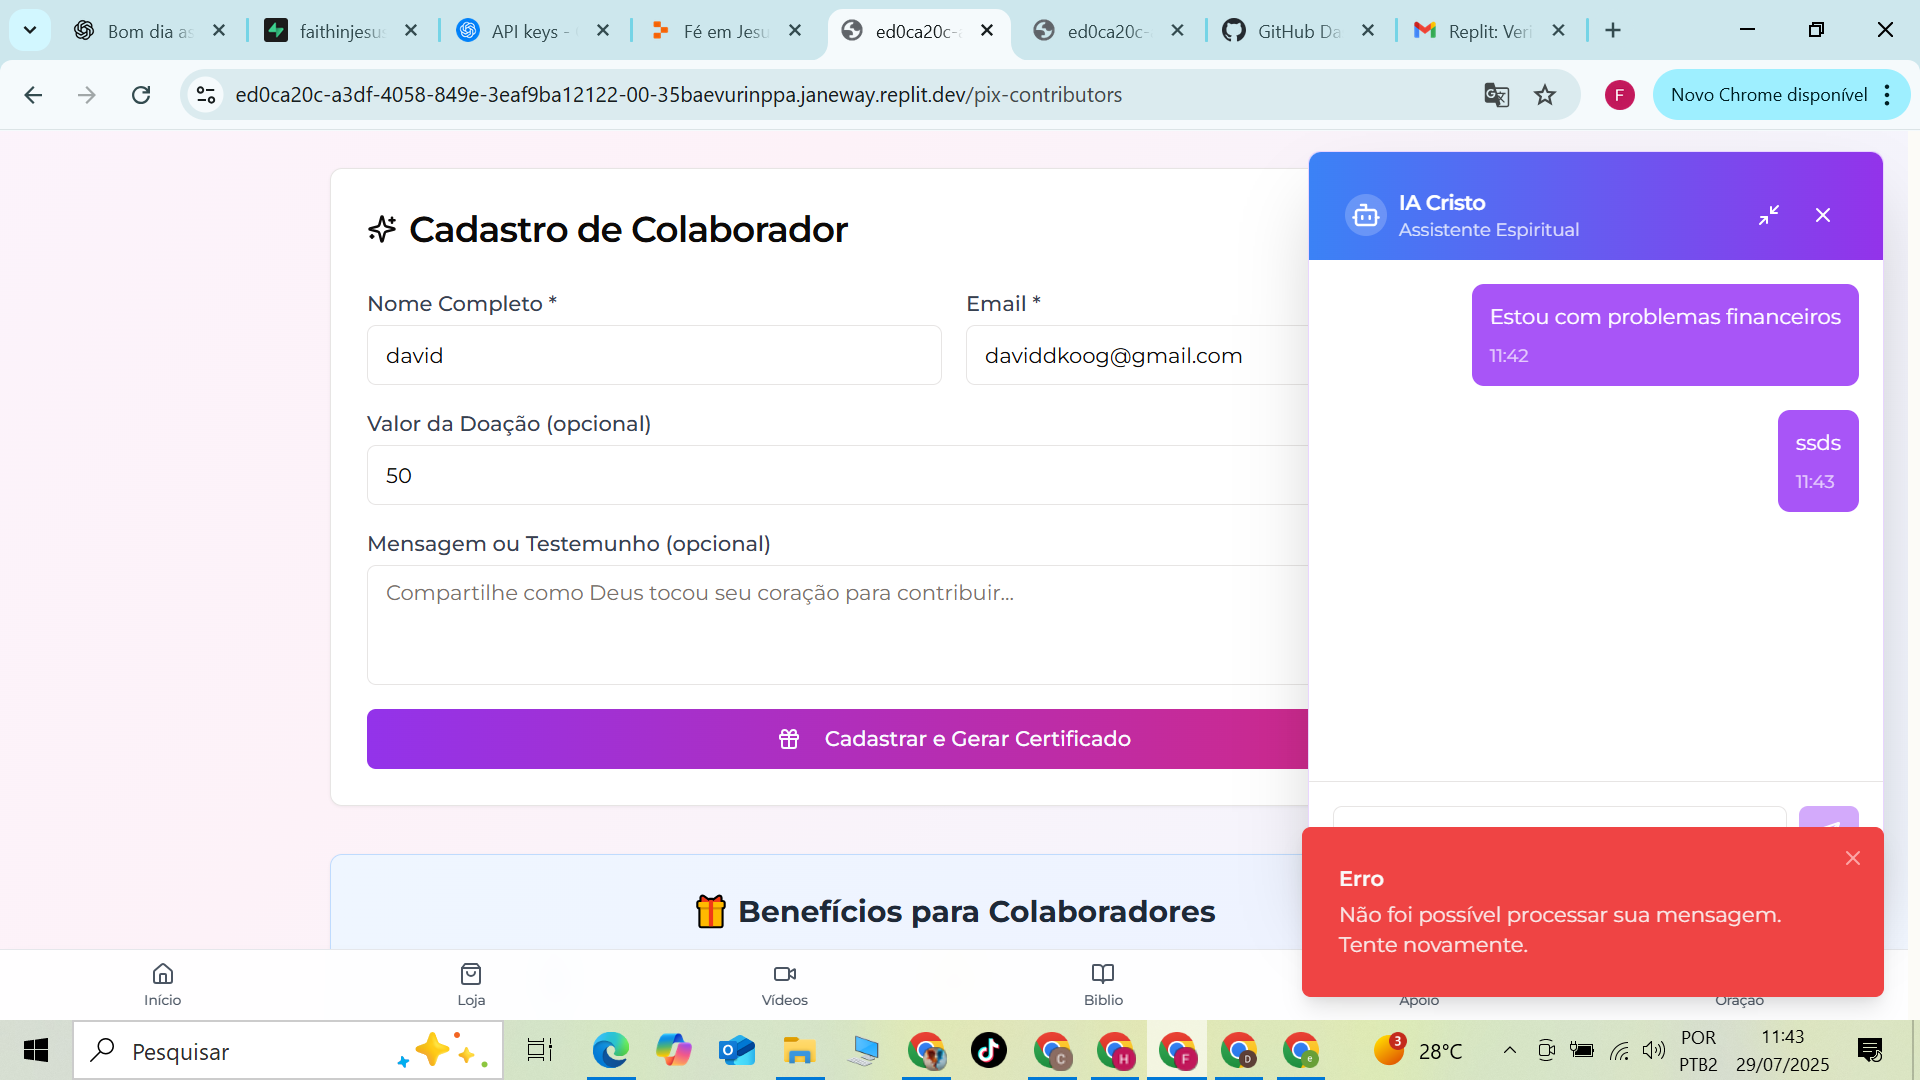 Bom dia as
faithinjesus
API keys -
Fé em Jesu
ed0ca20c-a
ed0ca20c-
GitHub Da
Replit: Veri
ed0ca20c-a3df-4058-849e-3eaf9ba12122-00-35baevurinppa.janeway.replit.dev/pix-contributors
F
Novo Chrome disponível
Cadastro de Colaborador
Nome Completo *
Email *
david
daviddkoog@gmail.com
Valor da Doação (opcional)
50
Mensagem ou Testemunho (opcional)
Compartilhe como Deus tocou seu coração para contribuir...
Cadastrar e Gerar Certificado
Benefícios para Colaboradores
IA Cristo
Assistente Espiritual
Estou com problemas financeiros
11:42
ssds
11:43
Erro
Não foi possível processar sua mensagem.
Tente novamente.
Início
Loja
Vídeos
Biblio
Apoio
Oração
Pesquisar
C
H
F
D
e
3
28°C
POR
PTB2
11:43
29/07/2025